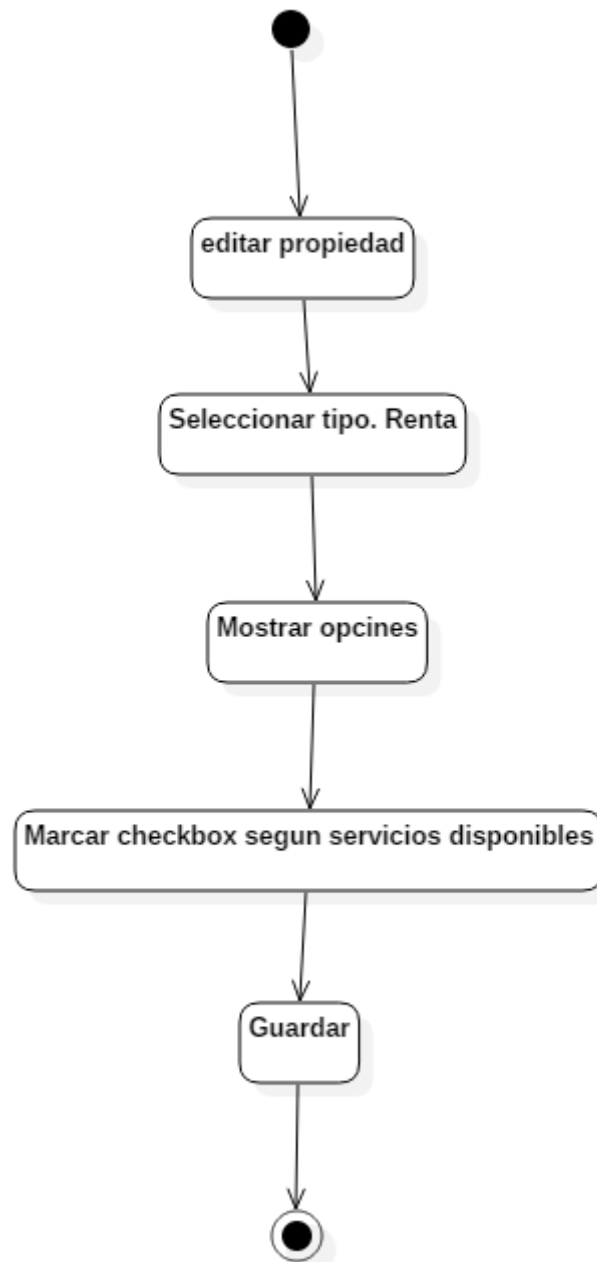 editar propiedad
Seleccionar tipo. Renta
Mostrar opcines
Marcar checkbox segun servicios disponibles
Guardar